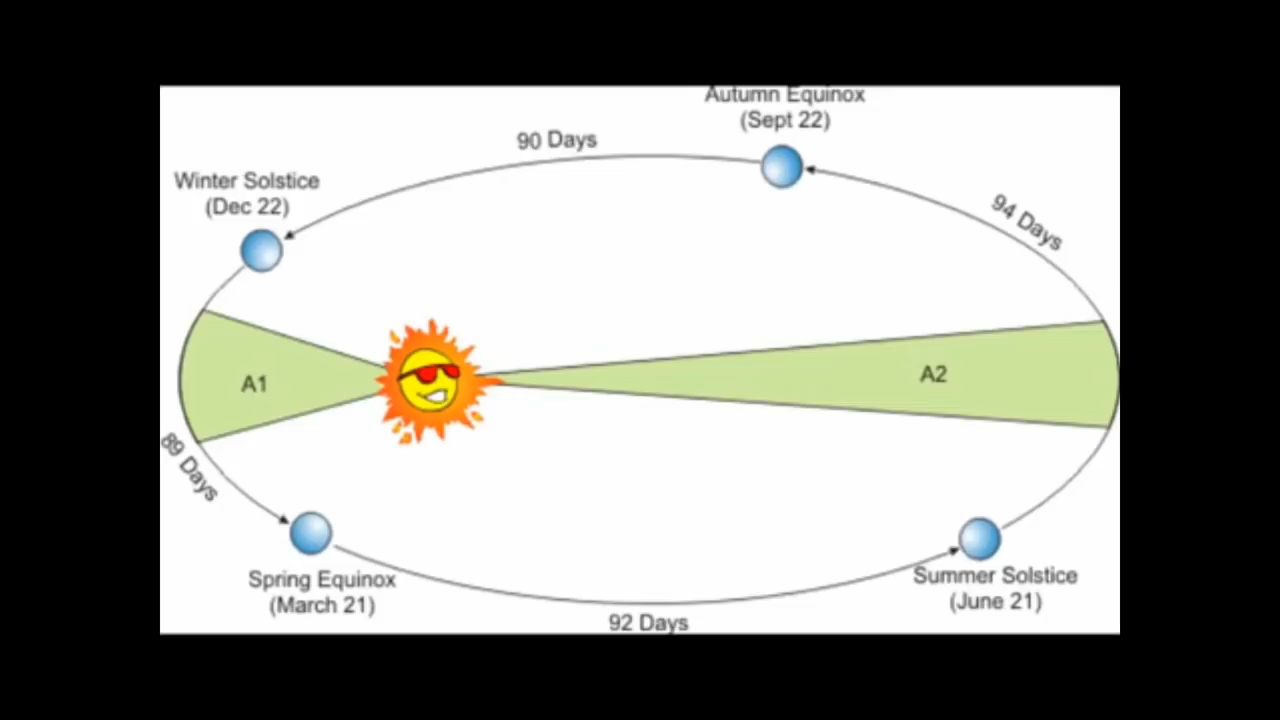 Autumn Equinox
(Sept 22)
90 Days
Winter Solstice
(Dec 22)
94 Days
A1
A2
89 Days
Spring Equinox
(March 21)
Summer Solstice
(June 21)
92 Days